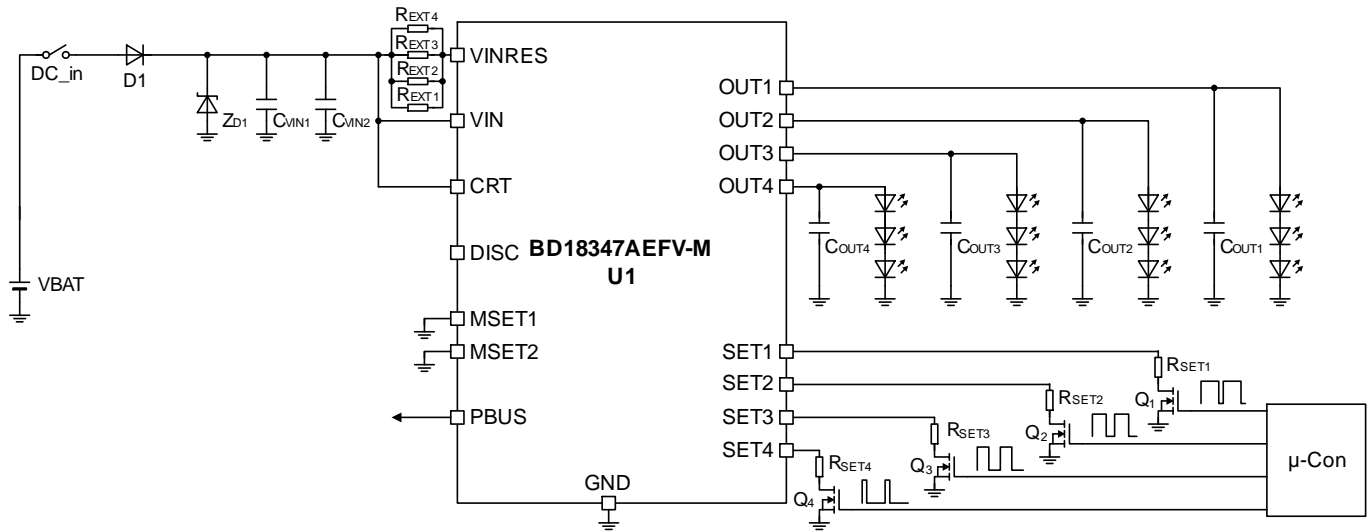 REXT4
REXT3
REXT2
REXT1
DC_in
D1
ZD1
CVIN1
CVIN2
VBAT
VINRES
VIN
CRT
DISC
MSET1
MSET2
PBUS
GND
BD18347AEFV-M
U1
OUT1
OUT2
OUT3
OUT4
COUT4
COUT3
COUT2
COUT1
SET1
SET2
SET3
SET4
RSET1
RSET2
RSET3
RSET4
Q1
Q2
Q3
Q4
μ-Con